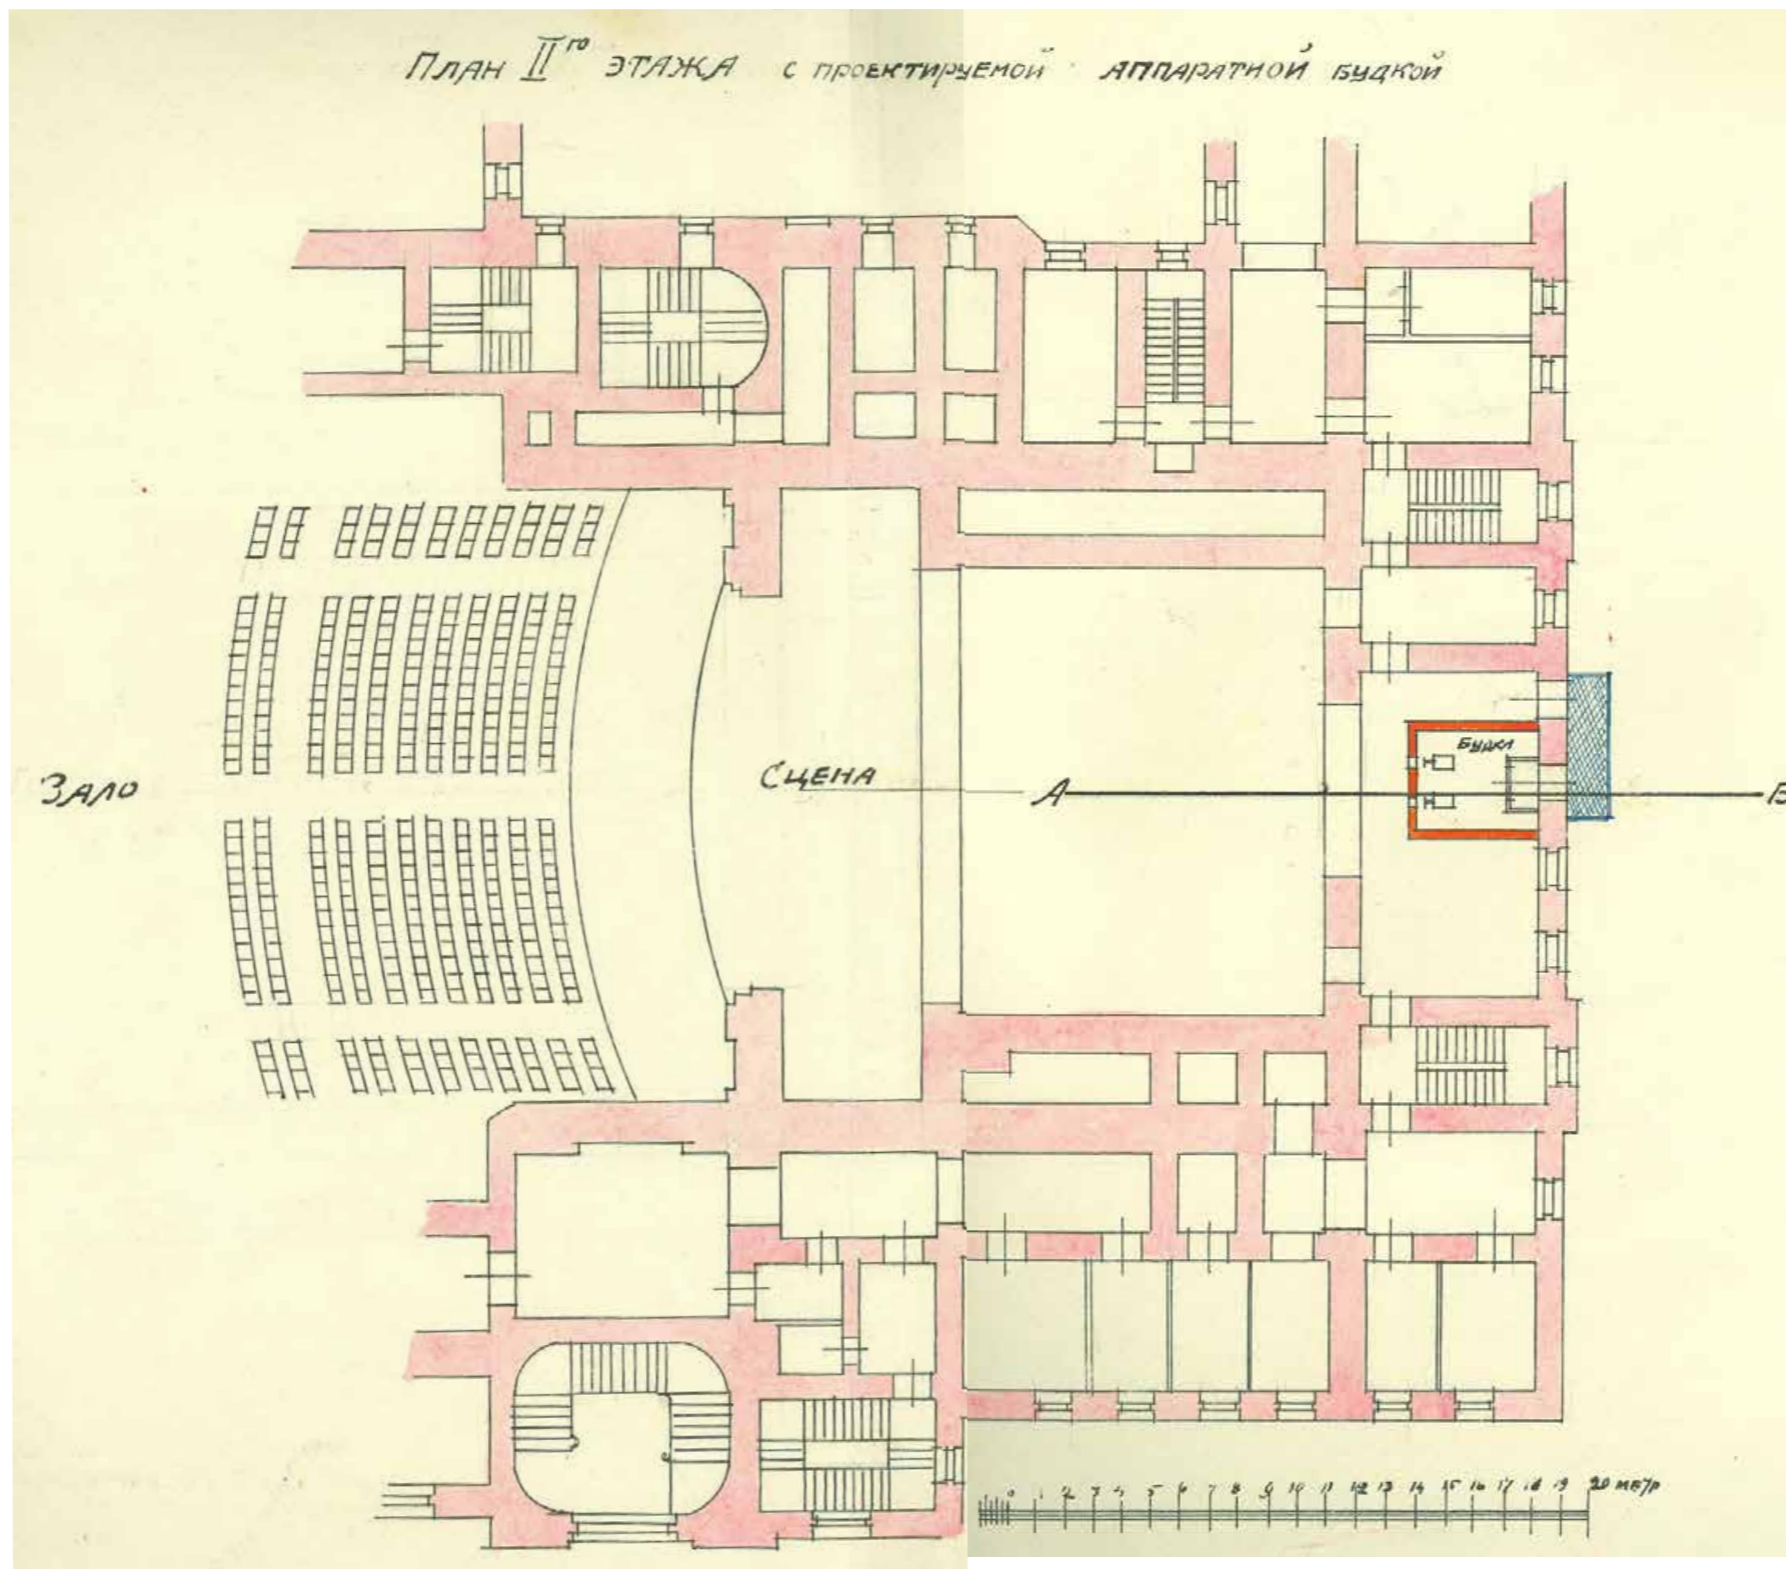 План II го этажа с проектируемой аппаратной будкой
Будка
Зало
Сцена
А
Б
1 0 1 2 3 4 5 6 7 8 9 10 11 12 13 14 15 16 17 18 19 20 метр